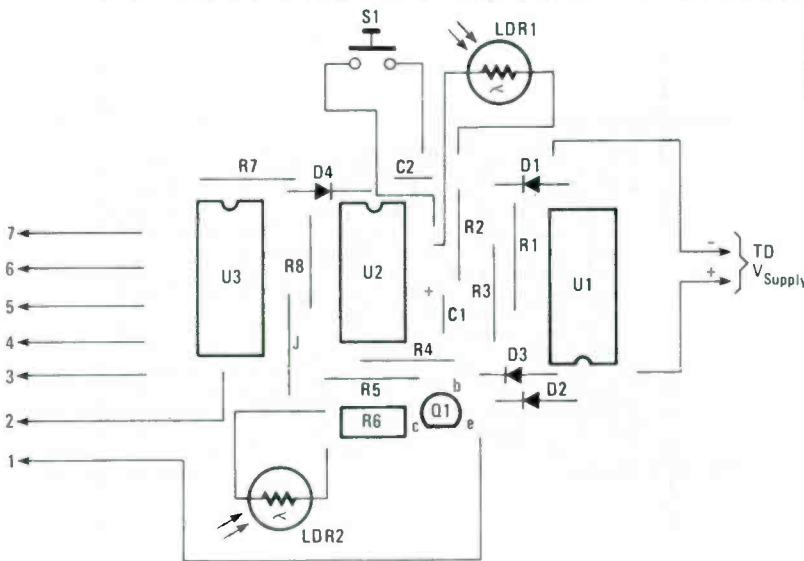 S1
LDR1
λ
R7
D4
C2
D1
7
6
5
4
3
2
1
U3
R8
U2
R2
R1
U1
R3
+
C1
J
-
+
TD
VSupply
R4
D3
R5
b
D2
R6
c
Q1
e
λ
LDR2